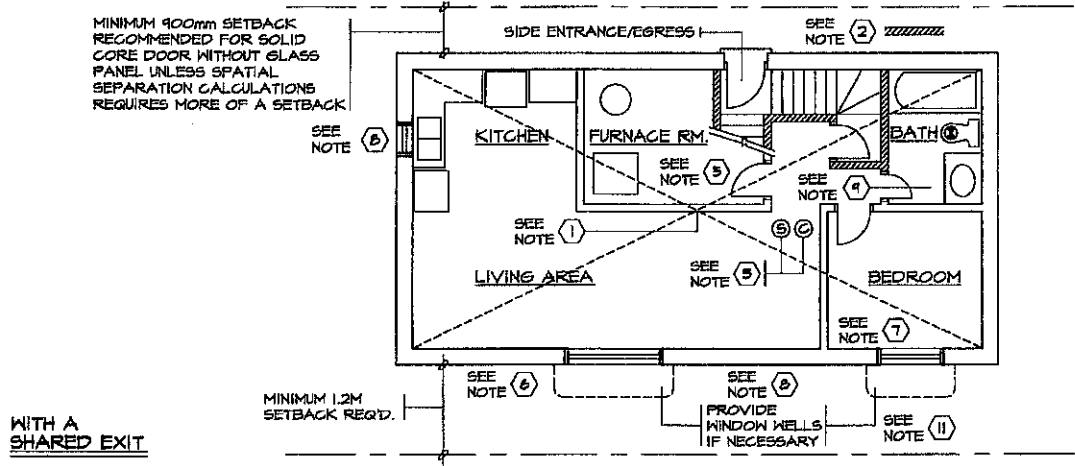 MINIMUM 900mm SETBACK
RECOMMENDED FOR SOLID
CORE DOOR WITHOUT GLASS
PANEL UNLESS SPATIAL
SEPARATION CALCULATIONS
REQUIRES MORE OF A SETBACK
SIDE ENTRANCE/EGRESS
SEE
NOTE 2
SEE
NOTE 8
KITCHEN
FURNACE RM.
BATH
SEE
NOTE 3
SEE
NOTE 9
SEE
NOTE 1
S C
SEE
NOTE 5
LIVING AREA
BEDROOM
SEE
NOTE 7
SEE
NOTE 6
SEE
NOTE 8
MINIMUM 1.2M
SETBACK REQ'D.
PROVIDE
WINDOW WELLS
IF NECESSARY
SEE
NOTE 11
WITH A
SHARED EXIT